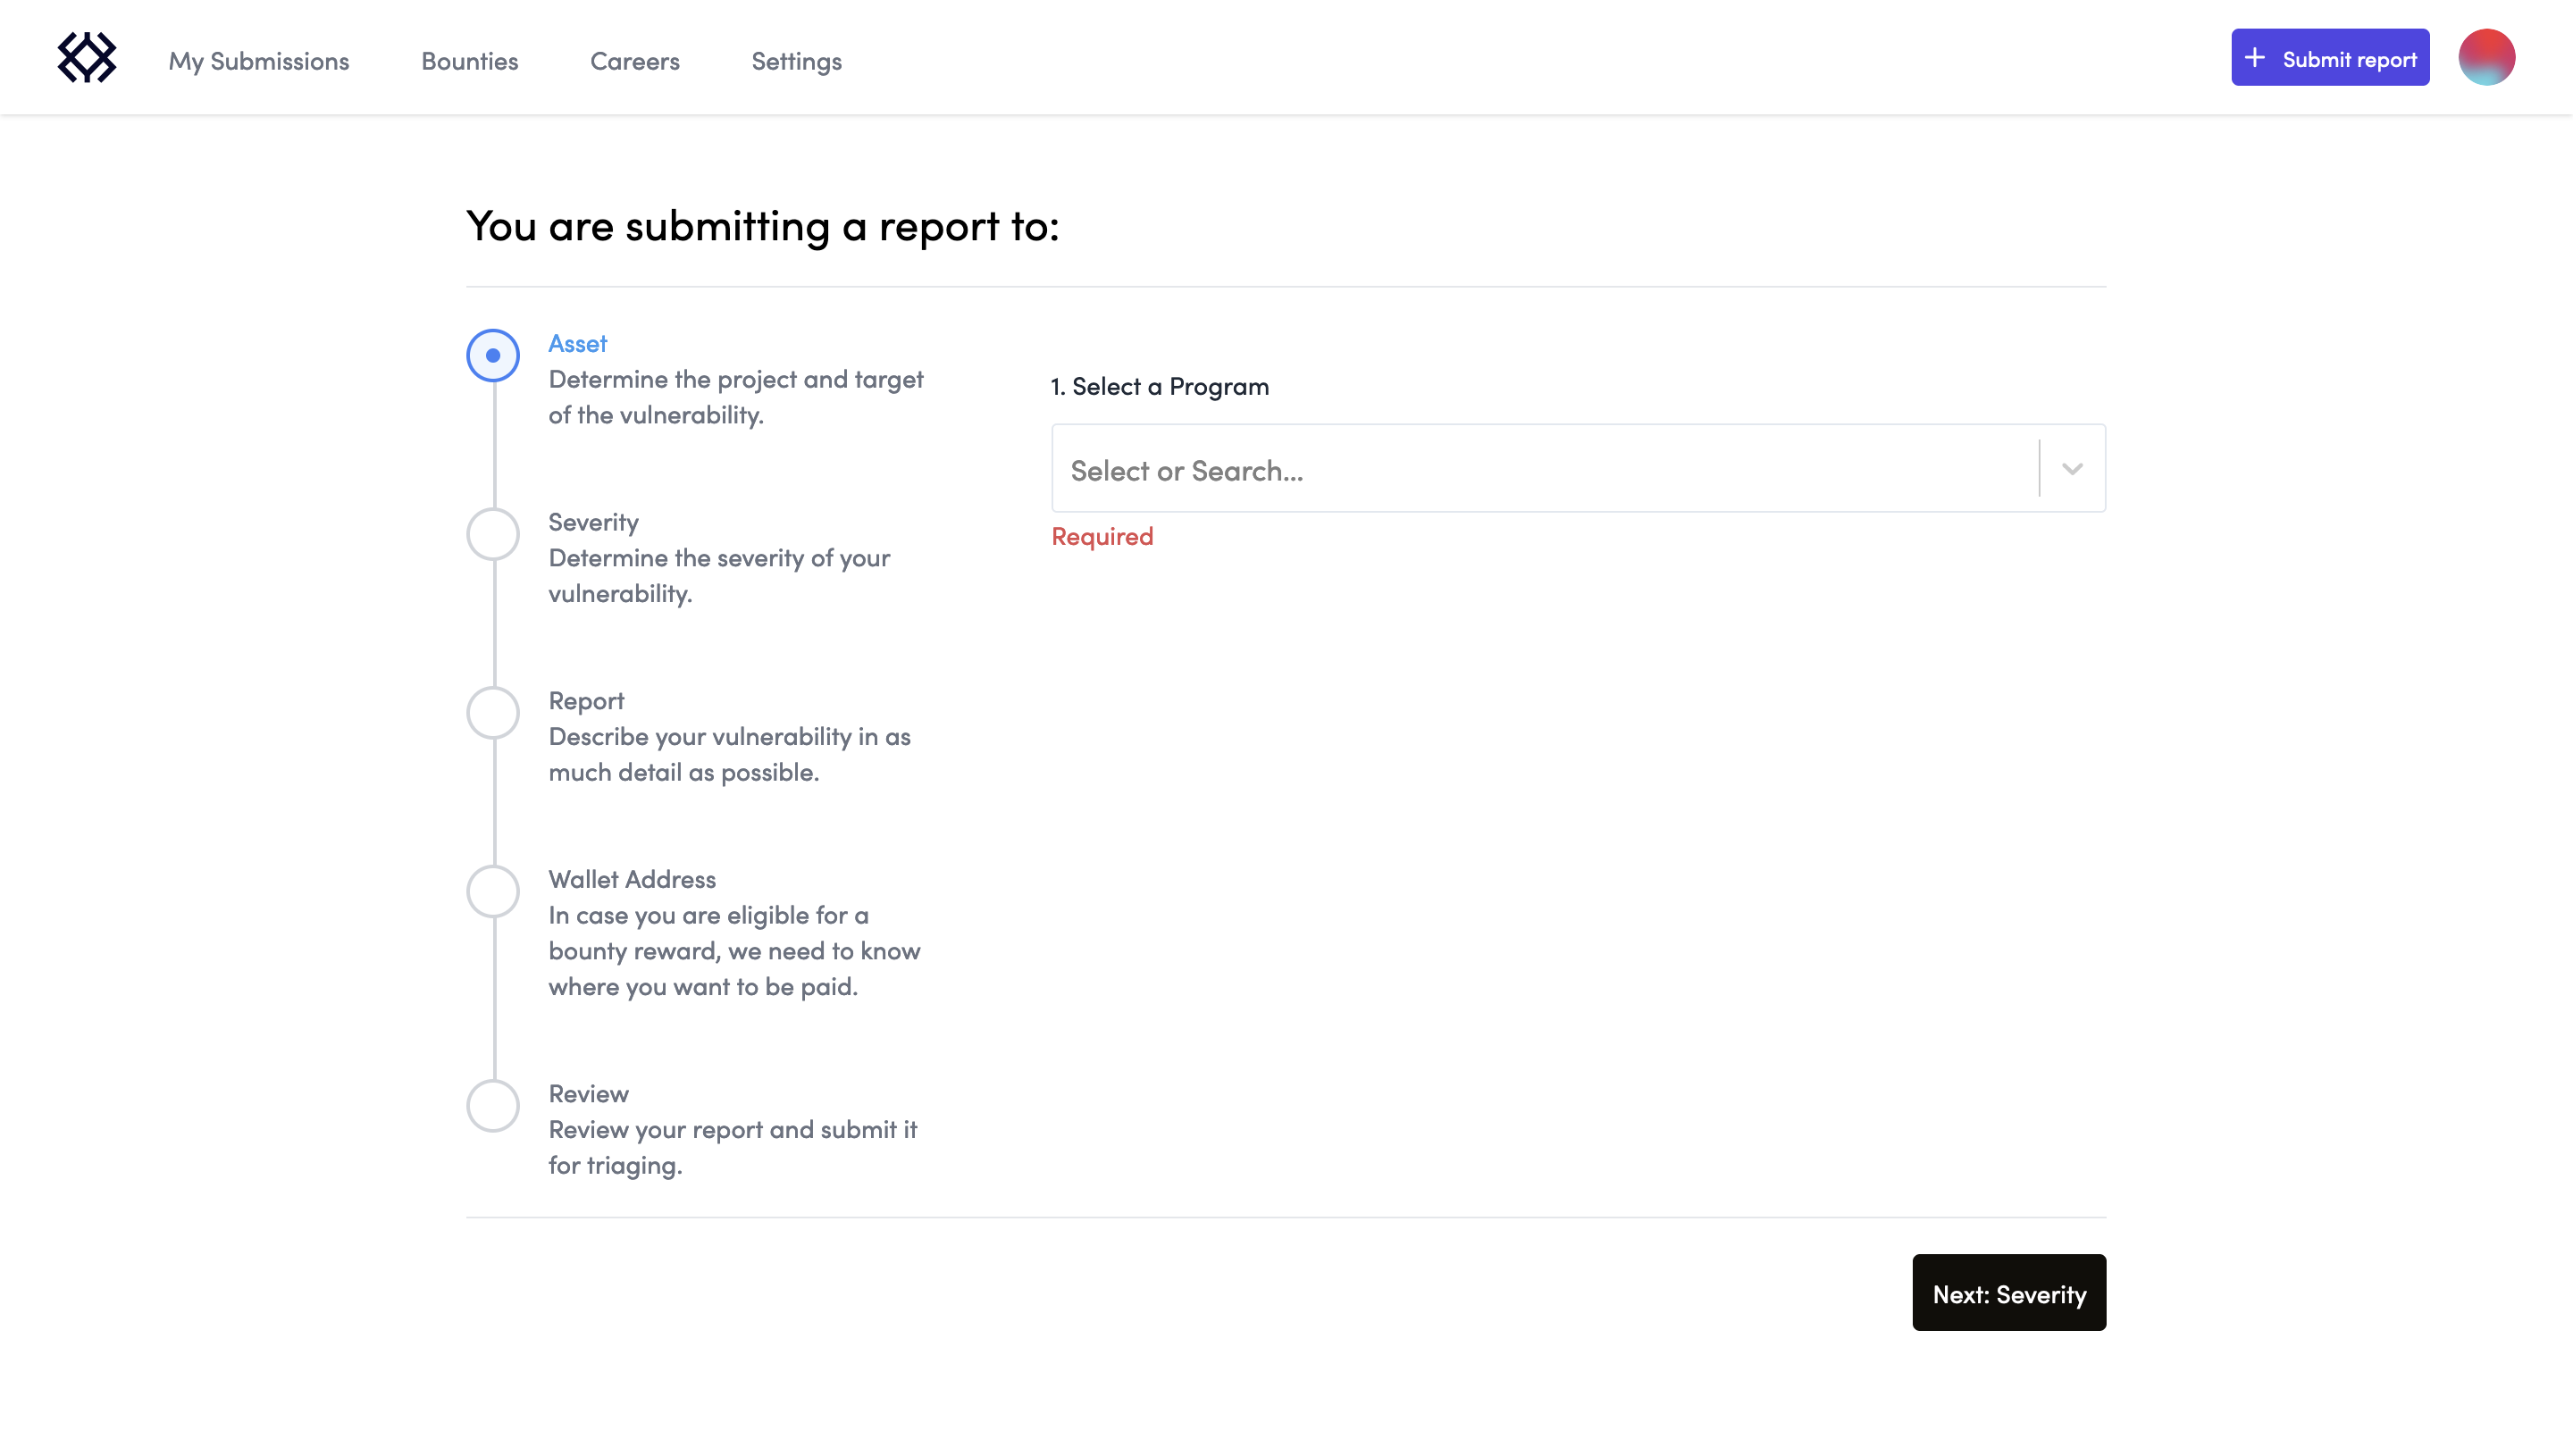 My Submissions
Bounties
Careers
Settings
Submit report
You are submitting a report to:
Asset
Determine the project and target
of the vulnerability.
Severity
Determine the severity of your
vulnerability.
Report
Describe your vulnerability in as
much detail as possible.
Wallet Address
In case you are eligible for a
bounty reward, we need to know
where you want to be paid.
Review
Review your report and submit it
for triaging.
1. Select a Program
Select or Search...
Required
Next: Severity